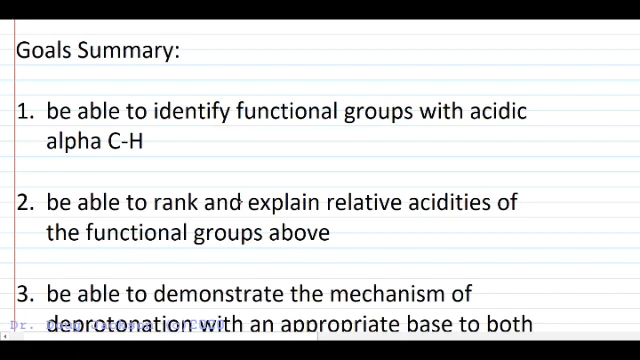 Goals Summary:
1. be able to identify functional groups with acidic
alpha C-H
2. be able to rank and explain relative acidities of
the functional groups above
3. be able to demonstrate the mechanism of
deprotonation with an appropriate base to both
Dr.